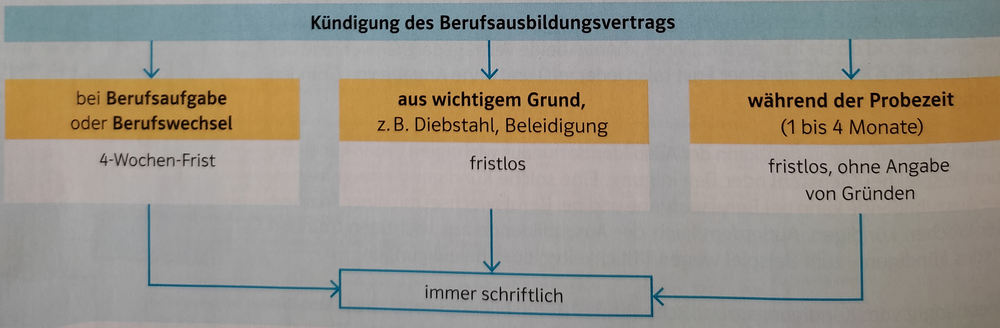 Kündigung des Berufsausbildungsvertrags
bei Berufsaufgabe
oder Berufswechsel
4-Wochen-Frist
aus wichtigem Grund,
z. B. Diebstahl, Beleidigung
fristlos
während der Probezeit
(1 bis 4 Monate)
fristlos, ohne Angabe
von Gründen
immer schriftlich